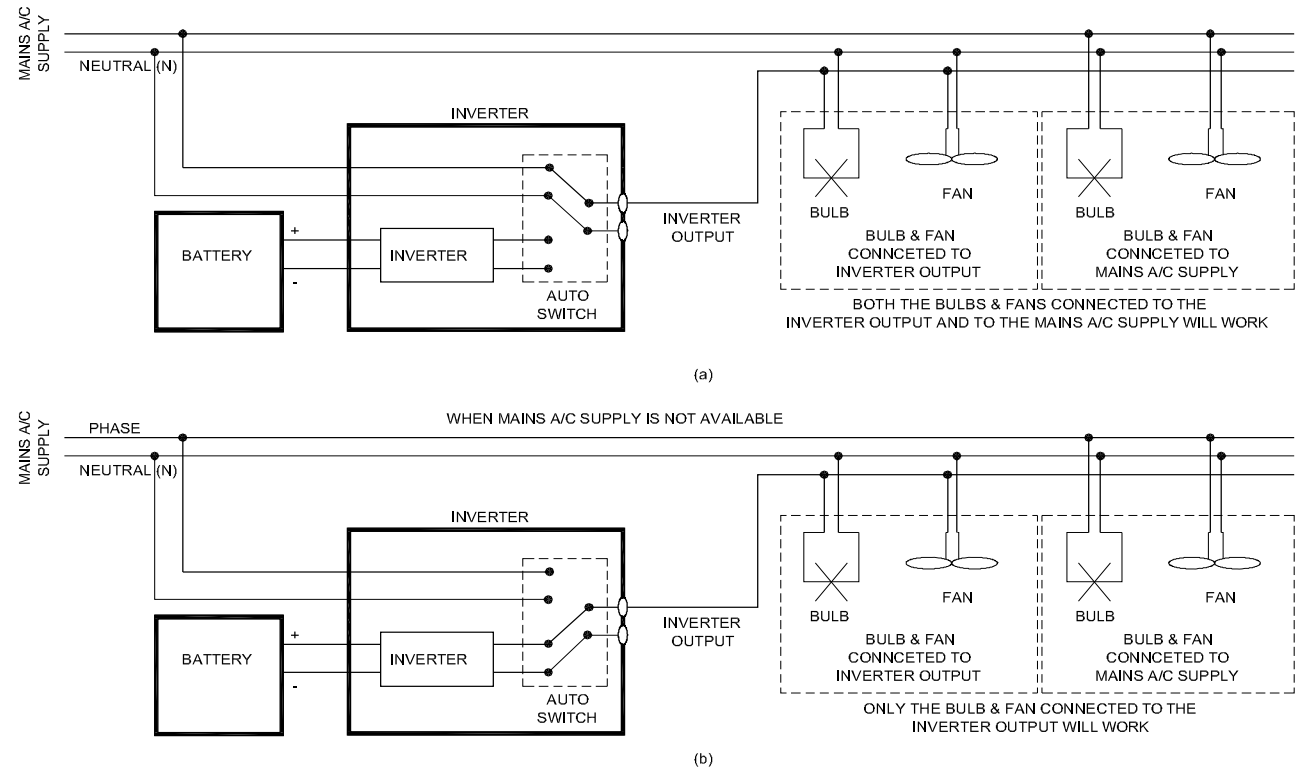 MAINS A/C
SUPPLY
NEUTRAL (N)
INVERTER
BATTERY
+
-
INVERTER
AUTO
SWITCH
INVERTER
OUTPUT
BULB
FAN
BULB & FAN
CONNCETED TO
INVERTER OUTPUT
BULB
FAN
BULB & FAN
CONNCETED TO
MAINS A/C SUPPLY
BOTH THE BULBS & FANS CONNECTED TO THE
INVERTER OUTPUT AND TO THE MAINS A/C SUPPLY WILL WORK
(a)
MAINS A/C
SUPPLY
PHASE
WHEN MAINS A/C SUPPLY IS NOT AVAILABLE
NEUTRAL (N)
INVERTER
BATTERY
+
-
INVERTER
AUTO
SWITCH
INVERTER
OUTPUT
BULB
FAN
BULB & FAN
CONNCETED TO
INVERTER OUTPUT
BULB
FAN
BULB & FAN
CONNCETED TO
MAINS A/C SUPPLY
ONLY THE BULB & FAN CONNECTED TO THE
INVERTER OUTPUT WILL WORK
(b)